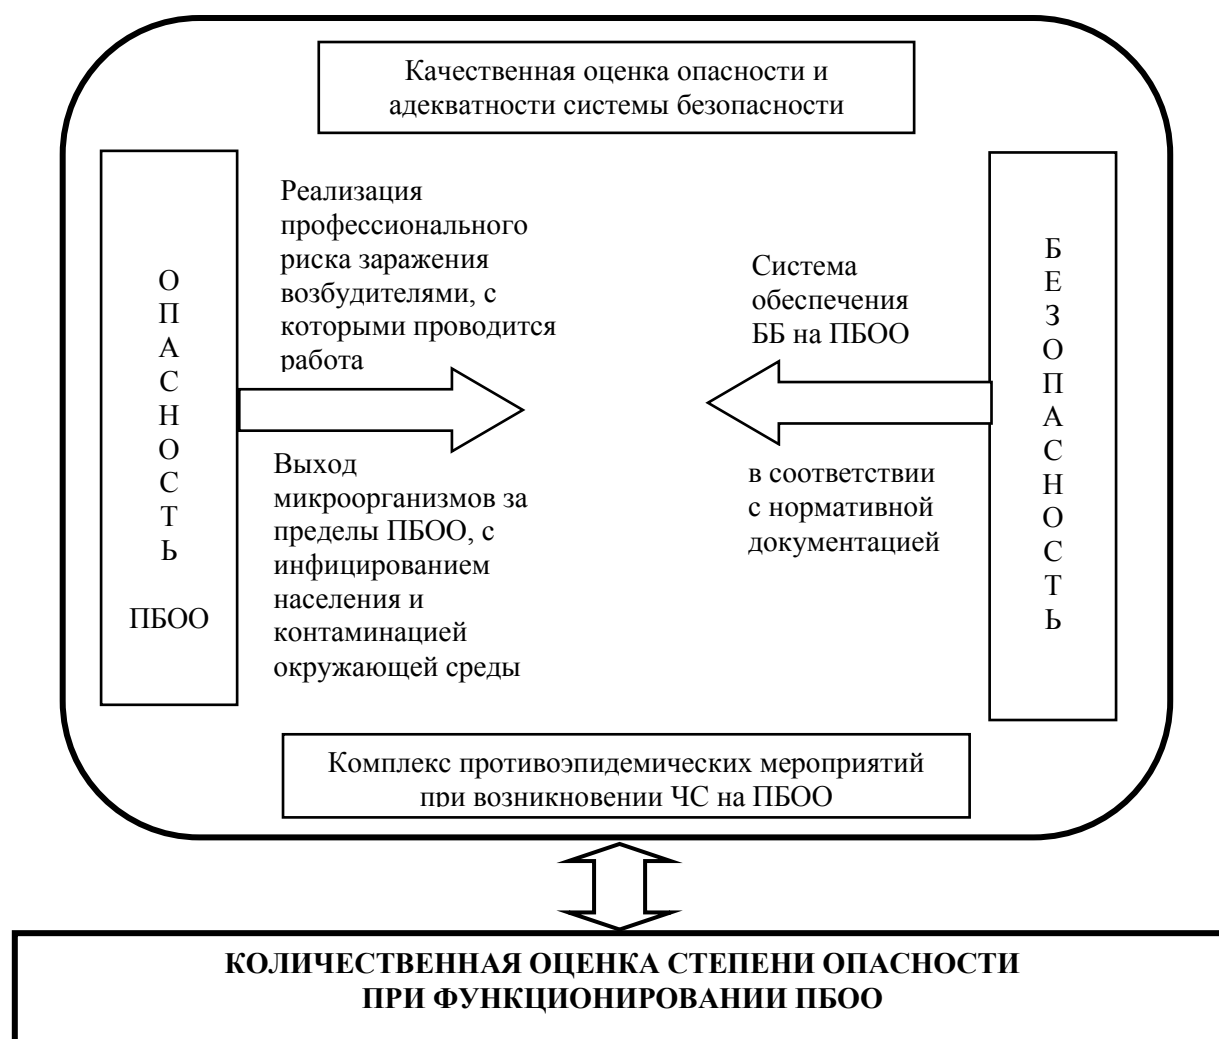 Качественная оценка опасности и
адекватности системы безопасности
О
П
А
С
Н
О
С
Т
Ь
ПБОО
Реализация
профессионального
риска заражения
возбудителями, с
которыми проводится
работа
Выход
микроорганизмов за
пределы ПБОО, с
инфицированием
населения и
контаминацией
окружающей среды
Система
обеспечения
ББ на ПБОО
в соответствии
с нормативной
документацией
Б
Е
З
О
П
А
С
Н
О
С
Т
Ь
Комплекс противоэпидемических мероприятий
при возникновении ЧС на ПБОО
КОЛИЧЕСТВЕННАЯ ОЦЕНКА СТЕПЕНИ ОПАСНОСТИ
ПРИ ФУНКЦИОНИРОВАНИИ ПБОО